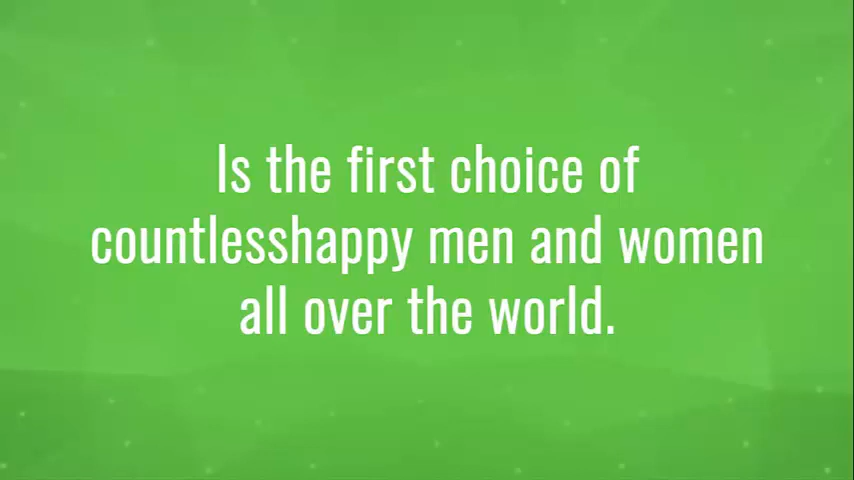 Is the first choice of
countlesshappy men and women
all over the world.